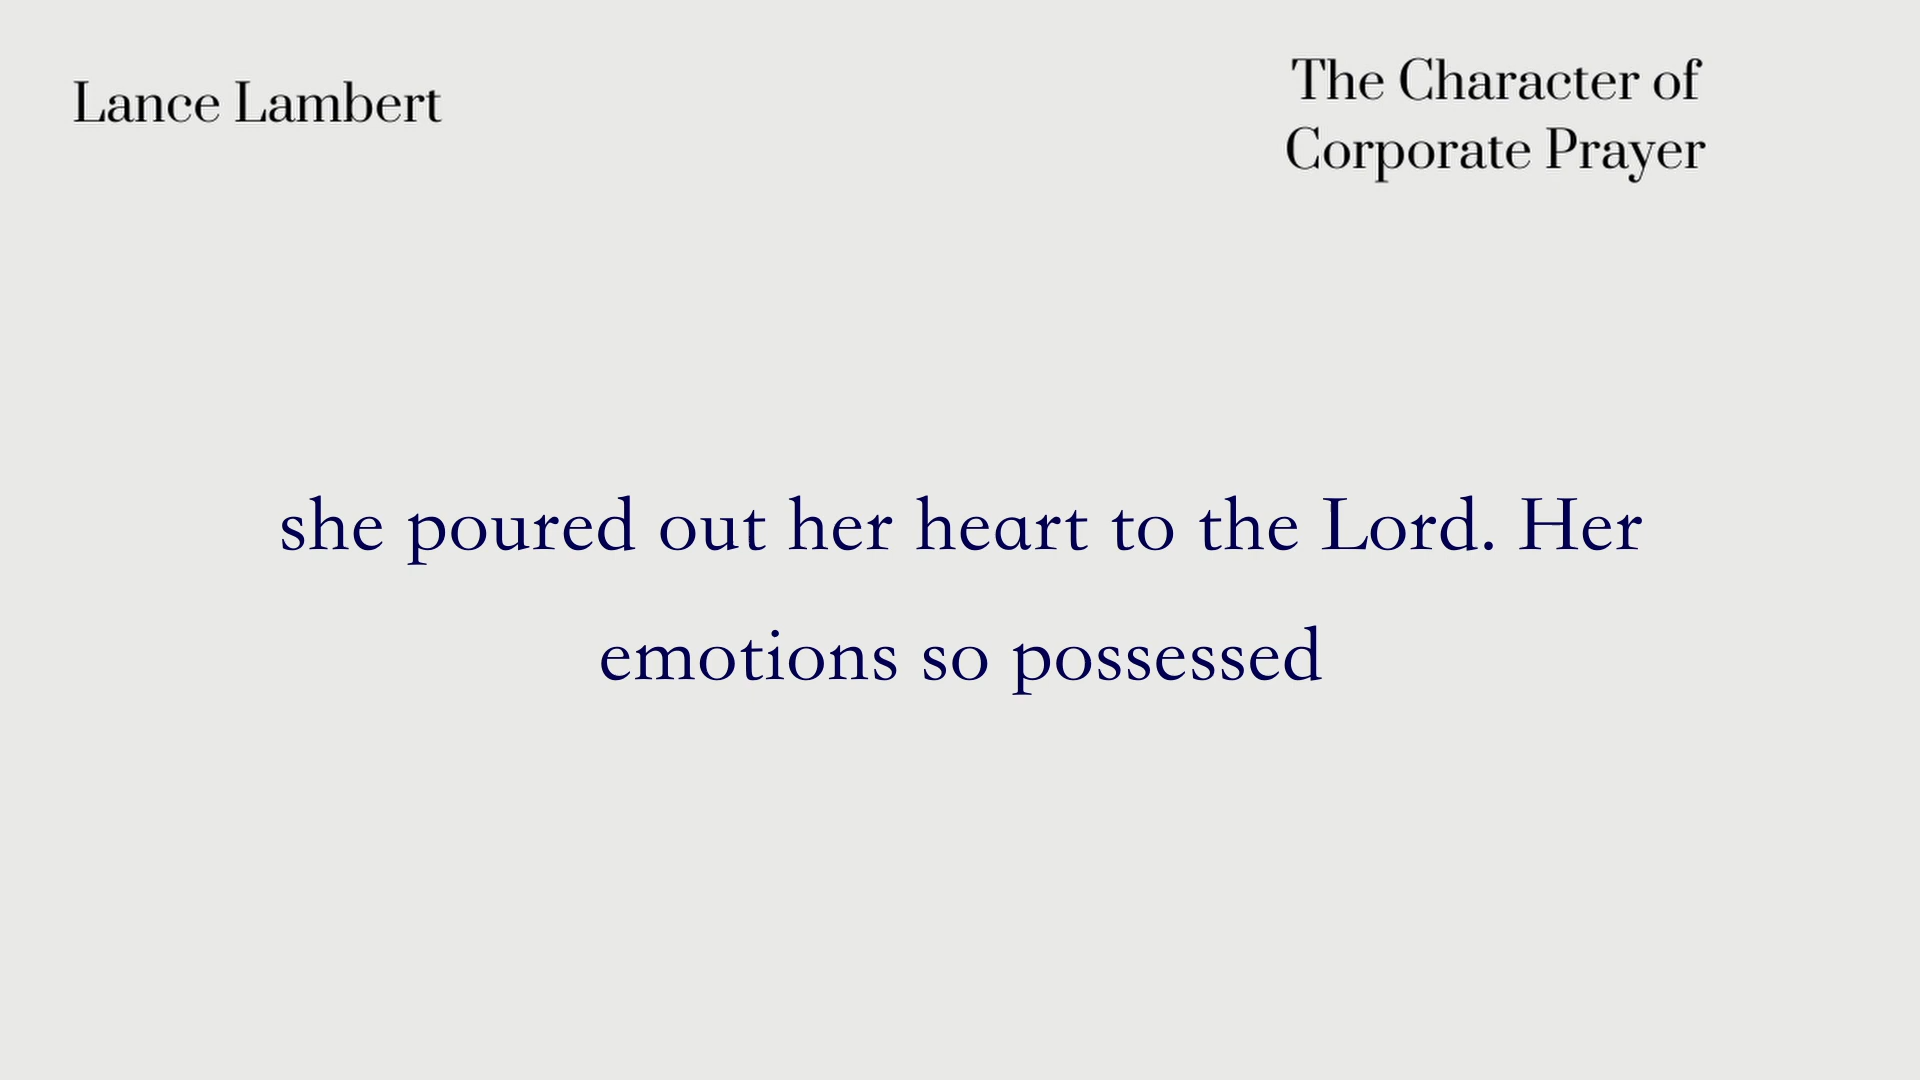 Lance Lambert
The Character of
Corporate Prayer
she poured out her heart to the Lord. Her
emotions so possessed